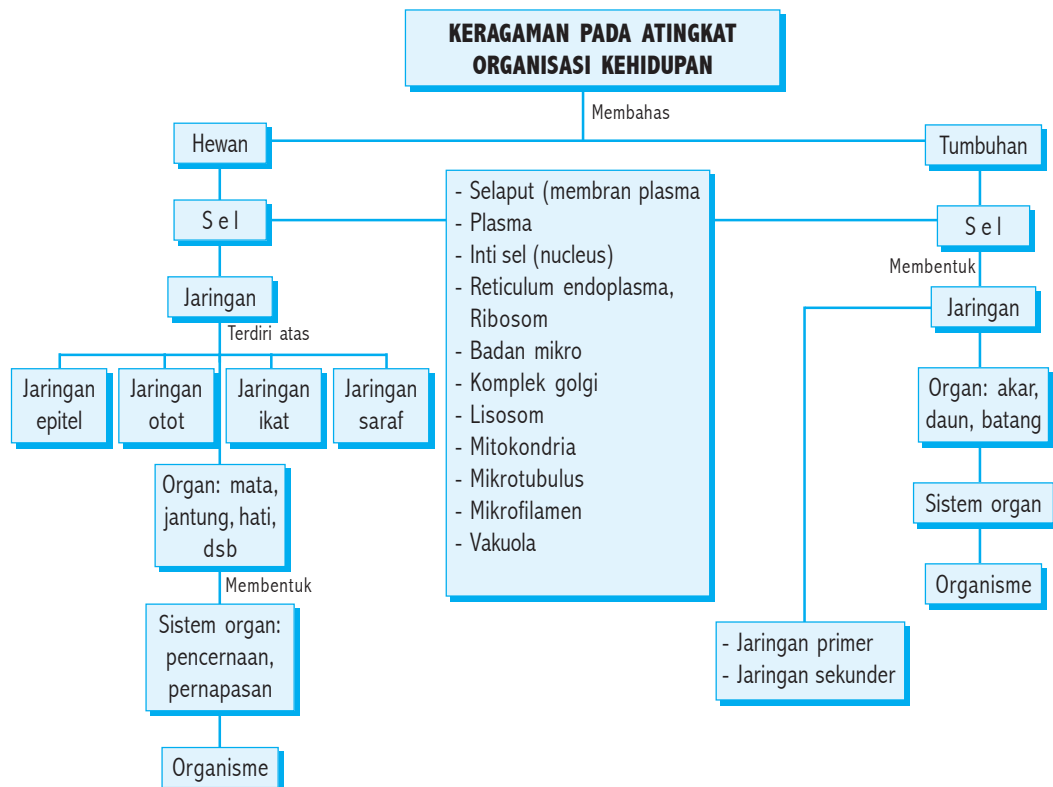 KERAGAMAN PADA ATINGKAT
ORGANISASI KEHIDUPAN
Membahas
Hewan
Tumbuhan
Sel
- Selaput (membran plasma
- Plasma
- Inti sel (nucleus)
- Reticulum endoplasma,
Ribosom
- Badan mikro
- Komplek golgi
- Lisosom
- Mitokondria
- Mikrotubulus
- Mikrofilamen
- Vakuola
Sel
Membentuk
Jaringan
Terdiri atas
Jaringan
epitel
Jaringan
otot
Jaringan
ikat
Jaringan
saraf
Organ: mata,
jantung, hati,
dsb
Membentuk
Sistem organ:
pencernaan,
pernapasan
Organisme
Jaringan
Organ: akar,
daun, batang
Sistem organ
Organisme
- Jaringan primer
- Jaringan sekunder